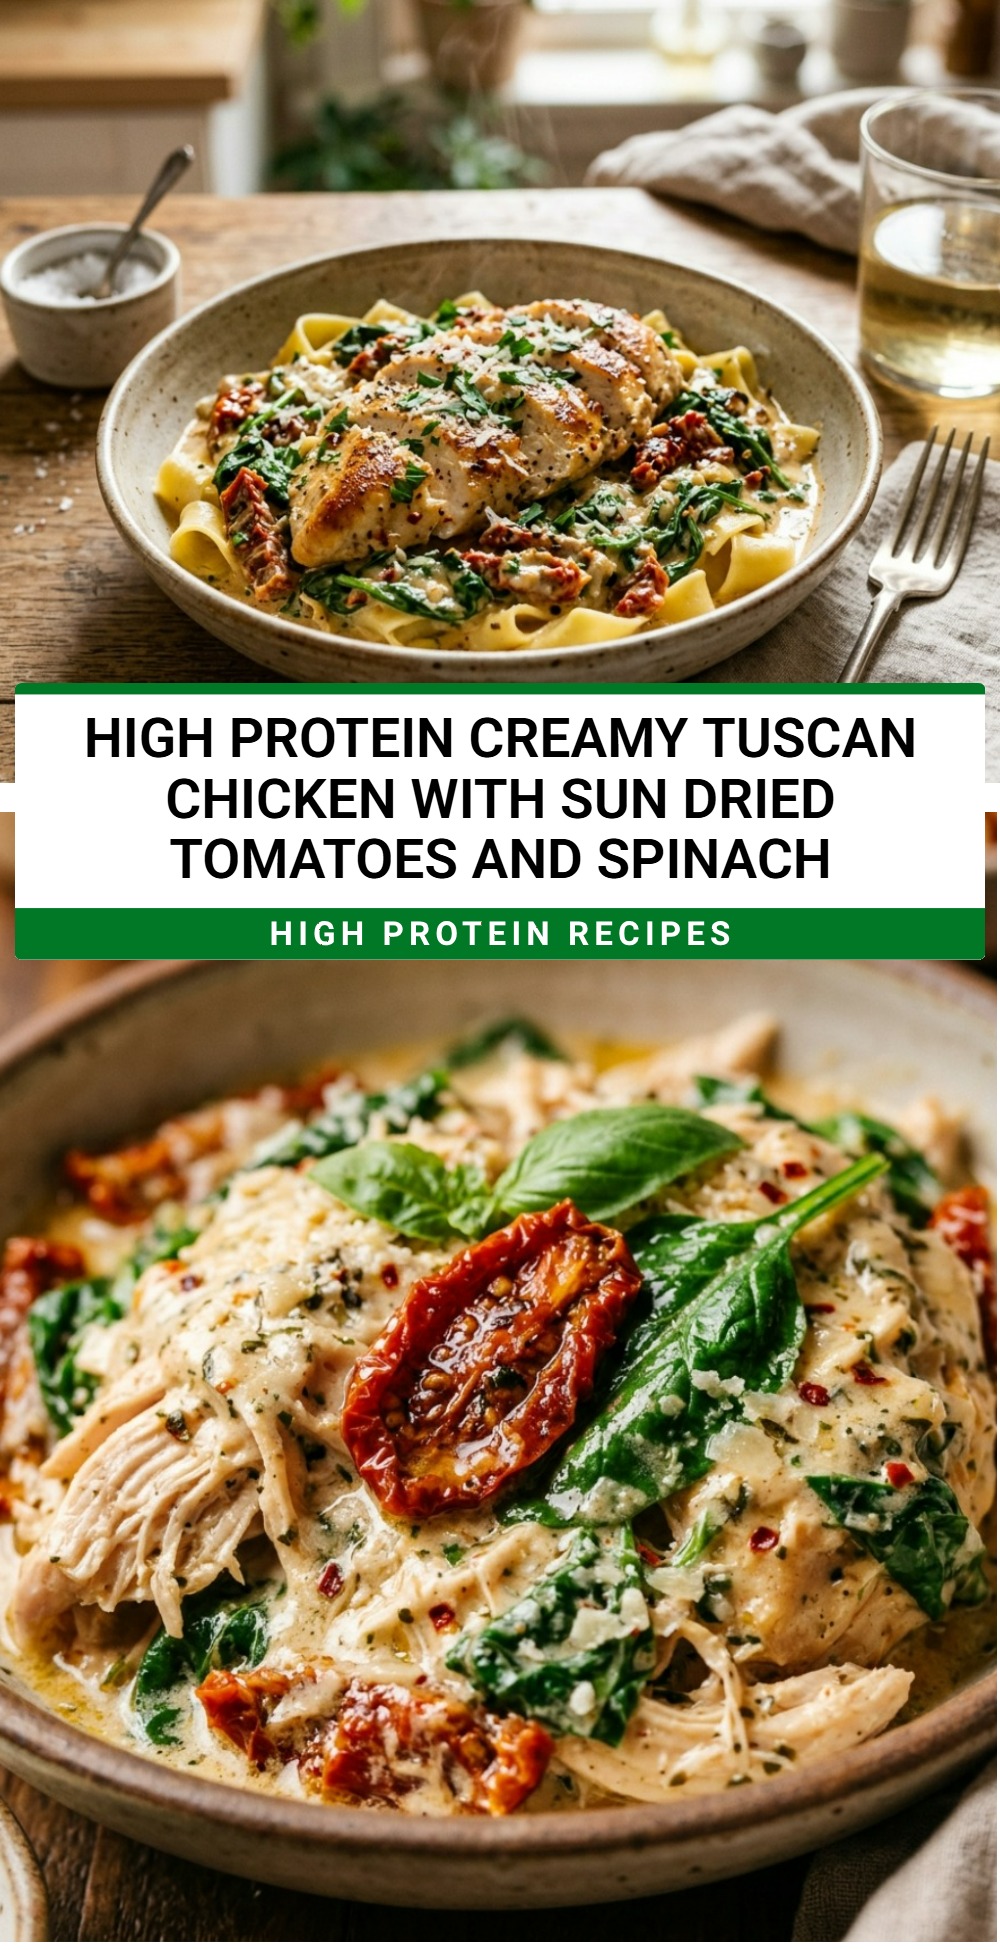 HIGH PROTEIN CREAMY TUSCAN
CHICKEN WITH SUN DRIED
TOMATOES AND SPINACH
HIGH PROTEIN RECIPES